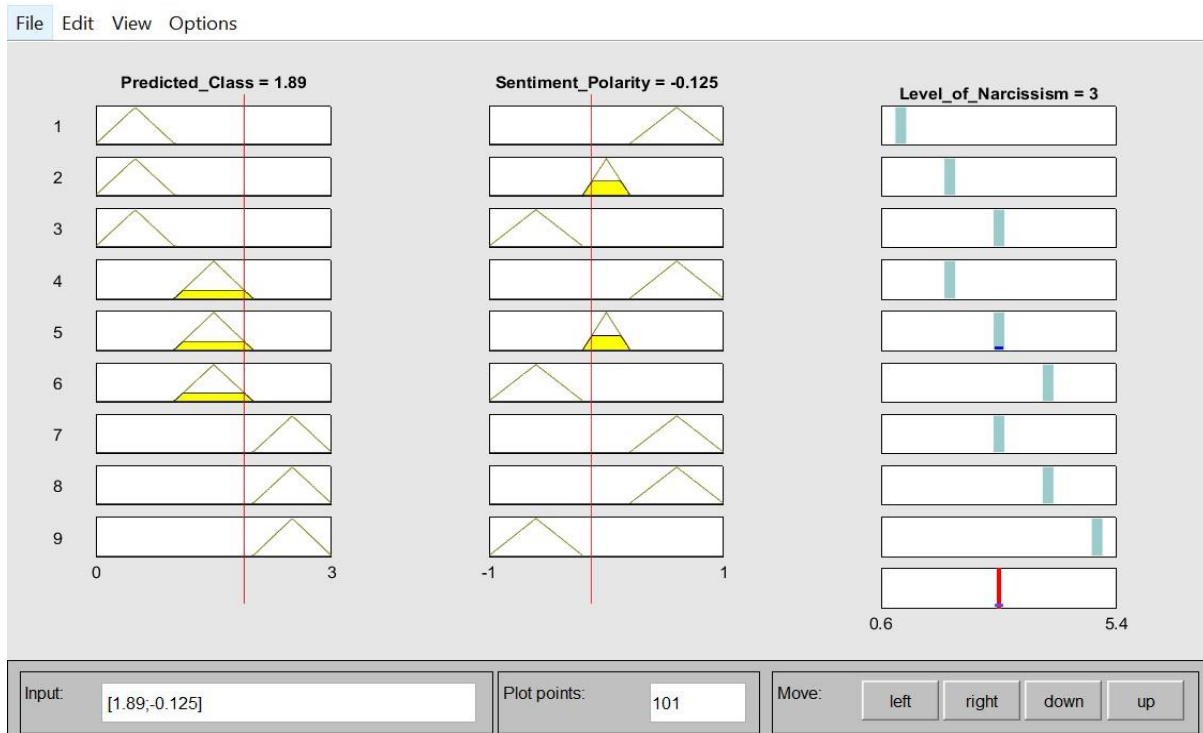 File Edit View Options
Predicted_Class = 1.89 Sentiment_Polarity = -0.125 Level_of_Narcissism = 3
1
2
3
4
5
6
7
8
9
0 3 -1 1
0.6 5.4
Input: [1.89;-0.125] Plot points: 101 Move: left right down up